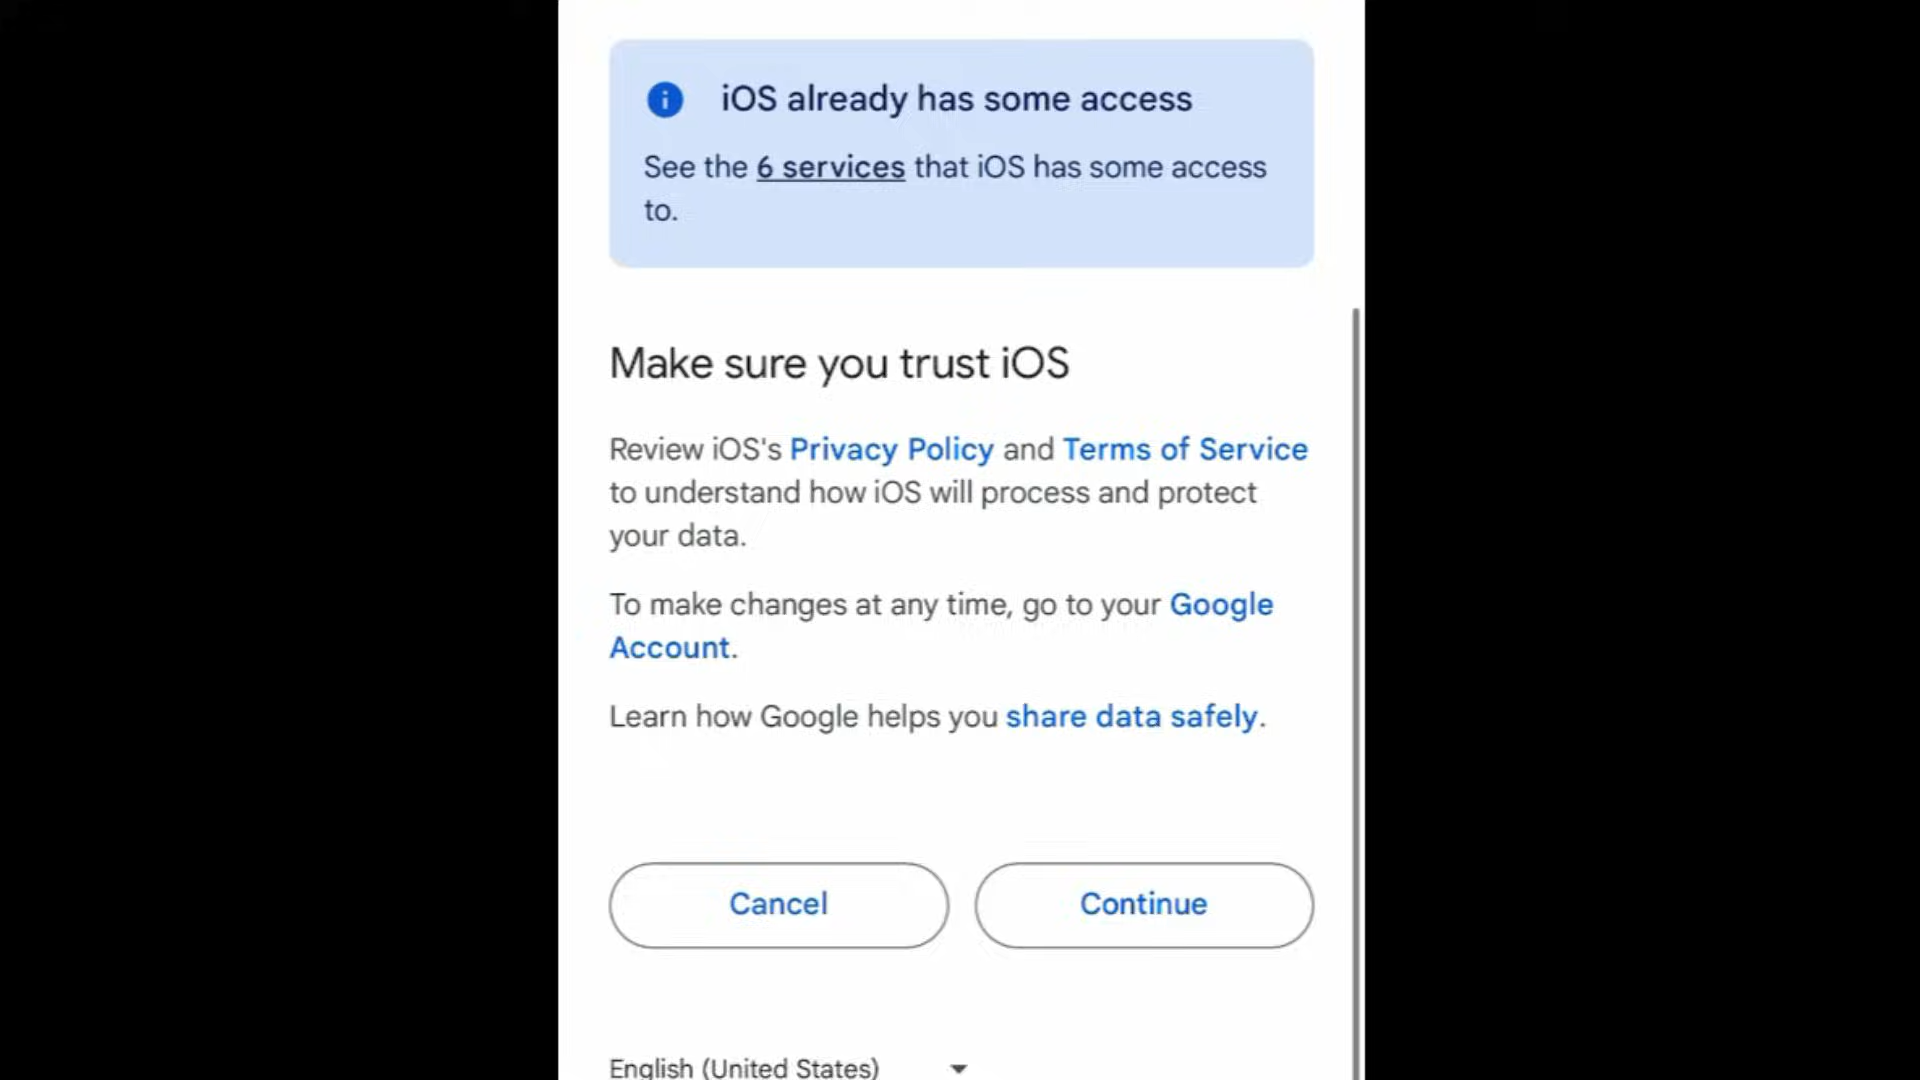 iOS already has some access
See the 6 services that iOS has some access
to.
Make sure you trust iOS
Review iOS's Privacy Policy and Terms of Service
to understand how iOS will process and protect
your data.
To make changes at any time, go to your Google
Account.
Learn how Google helps you share data safely.
Cancel Continue
English (United States)